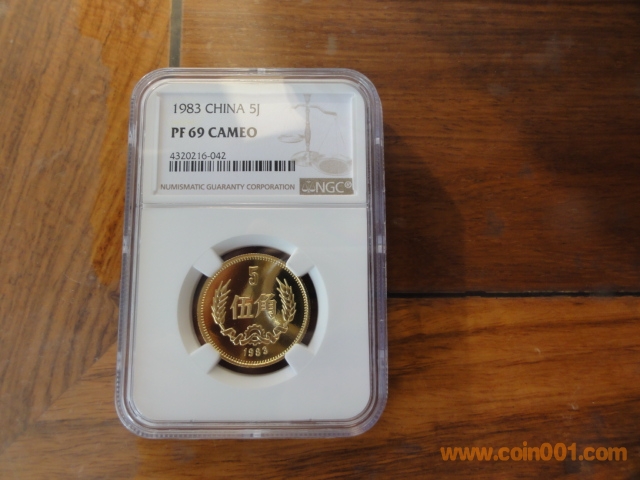 1983 CHINA 5J
PF 69 CAMEO
4320216-042
NUMISMATIC GUARANTY CORPORATION
NGC®
5
伍角
1983
www.coin001.com